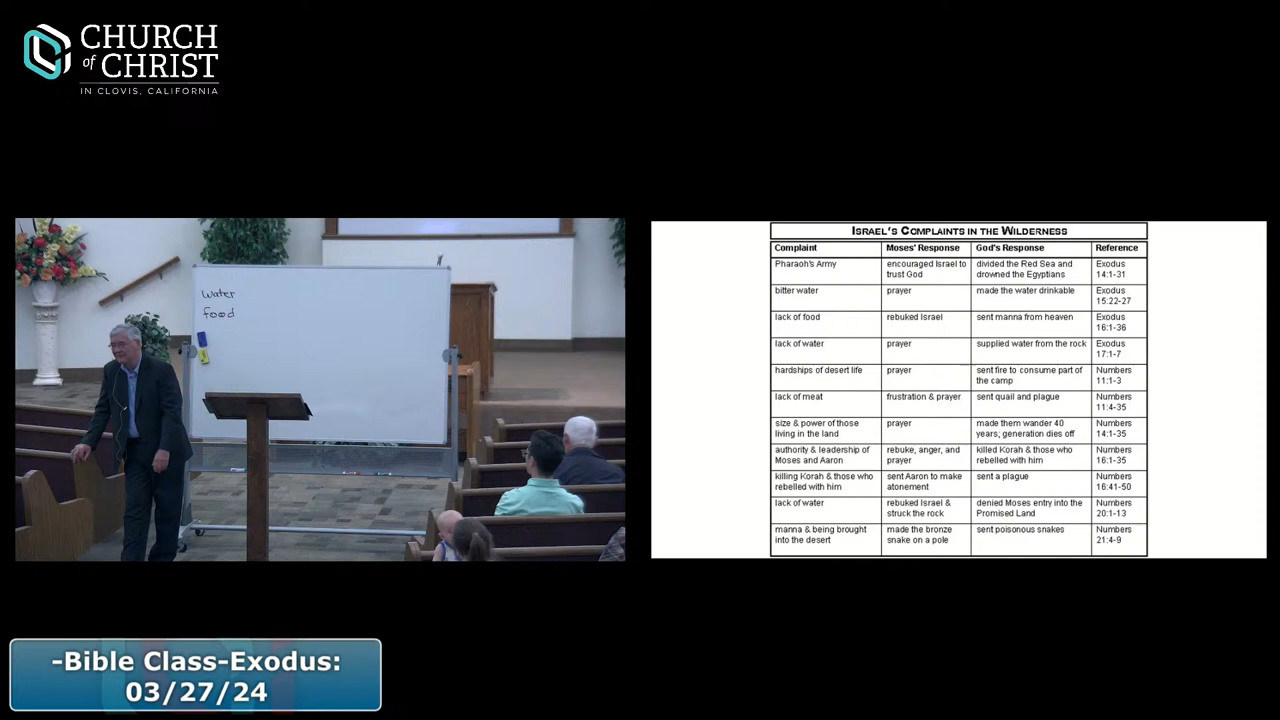 CHURCH
of CHRIST
IN CLOVIS, CALIFORNIA
water
food
ISRAEL'S COMPLAINTS IN THE WILDERNESS
Complaint Moses' Response God's Response Reference
Pharaoh's Army encouraged Israel to divided the Red Sea and Exodus
trust God drowned the Egyptians 14:1-31
bitter water prayer made the water drinkable Exodus
15:22-27
lack of food rebuked Israel sent manna from heaven Exodus
16:1-36
lack of water prayer supplied water from the rock Exodus
17:1-7
hardships of desert life prayer sent fire to consume part of Numbers
the camp 11:1-3
lack of meat frustration & prayer sent quail and plague Numbers
11:4-35
size & power of those prayer made them wander 40 Numbers
living in the land years; generation dies off 14:1-35
authority & leadership of rebuke, anger, and killed Korah & those who Numbers
Moses and Aaron prayer rebelled with him 16:1-35
killing Korah & those who sent Aaron to make sent a plague Numbers
rebelled with him atonement 16:41-50
lack of water rebuked Israel & denied Moses entry into the Numbers
struck the rock Promised Land 20:1-13
manna & being brought made the bronze sent poisonous snakes Numbers
into the desert snake on a pole 21:4-9
-Bible Class-Exodus:
03/27/24